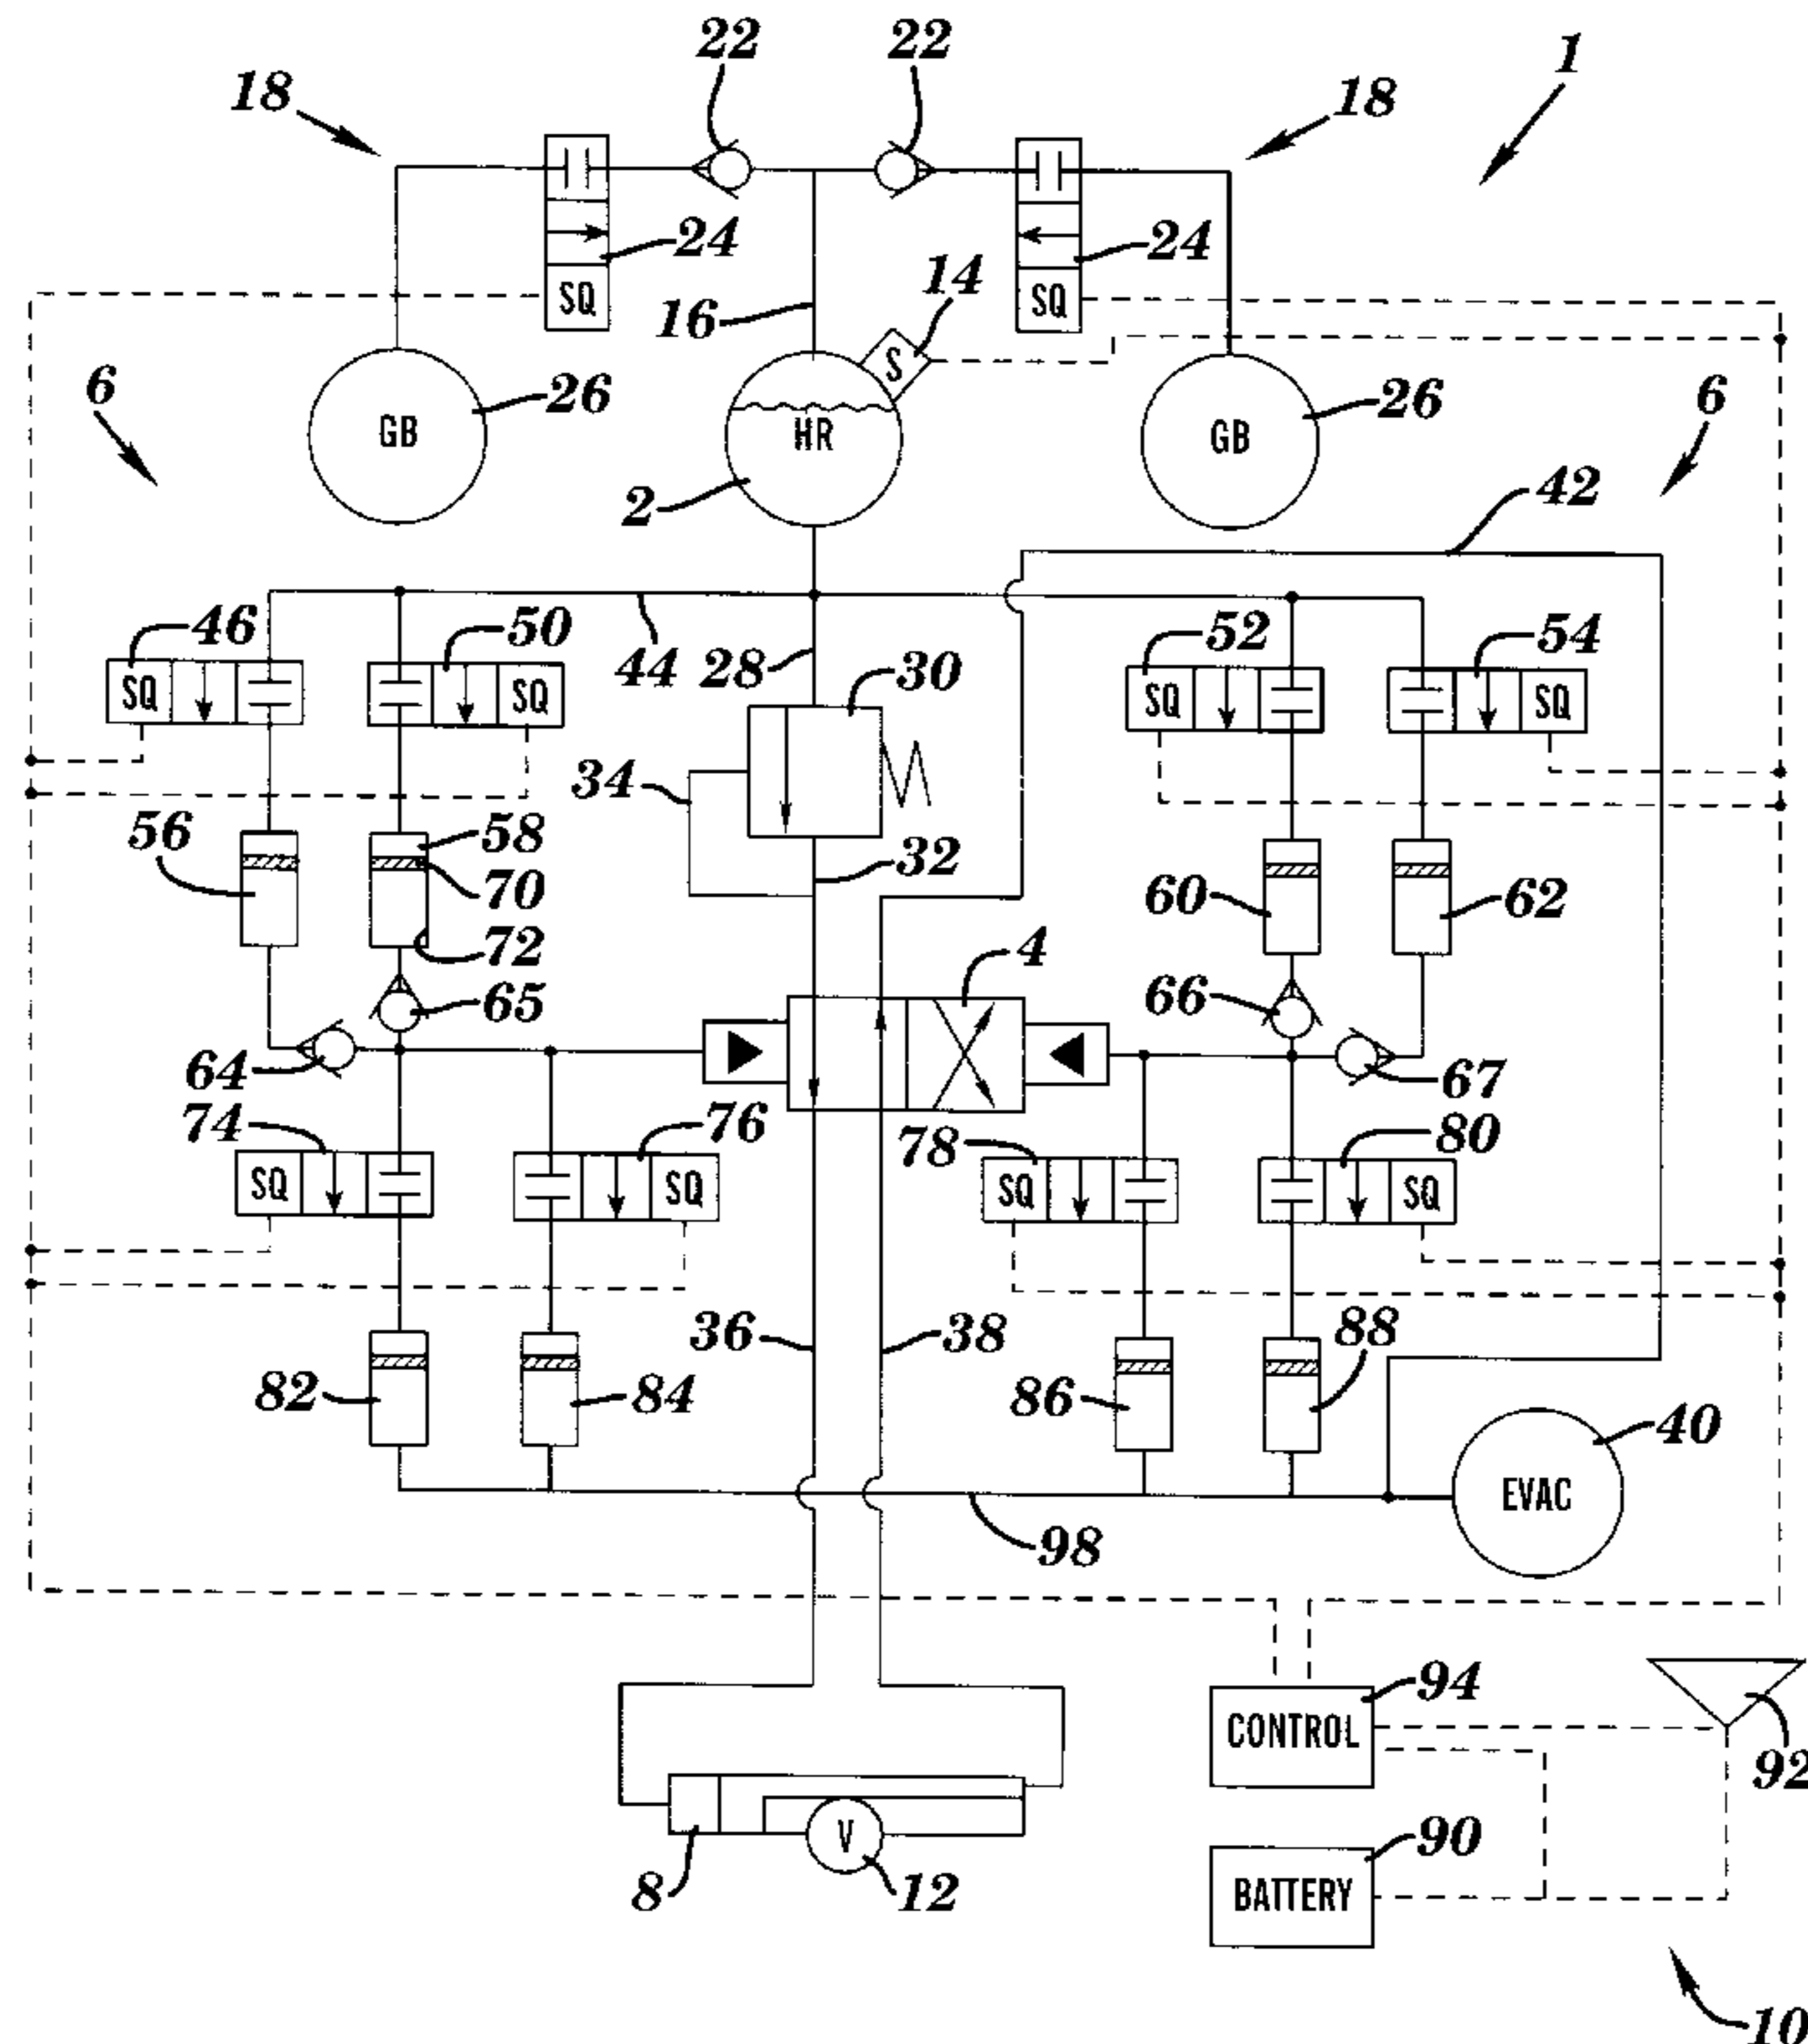 22 22
1
18 18
24 24
SQ SQ
14
16
S
6 26 26 6
GB HR GB
2
42
46 50 52 54
44 28 30
SQ SQ SQ SQ
34
56 58 32
70 60 62
72 4
65 66
64 67
74 76 78 80
SQ SQ SQ SQ
36 38 88
82 84 86 40
EVAC
98
94
CONTROL
92
90
V
8 12 BATTERY
10